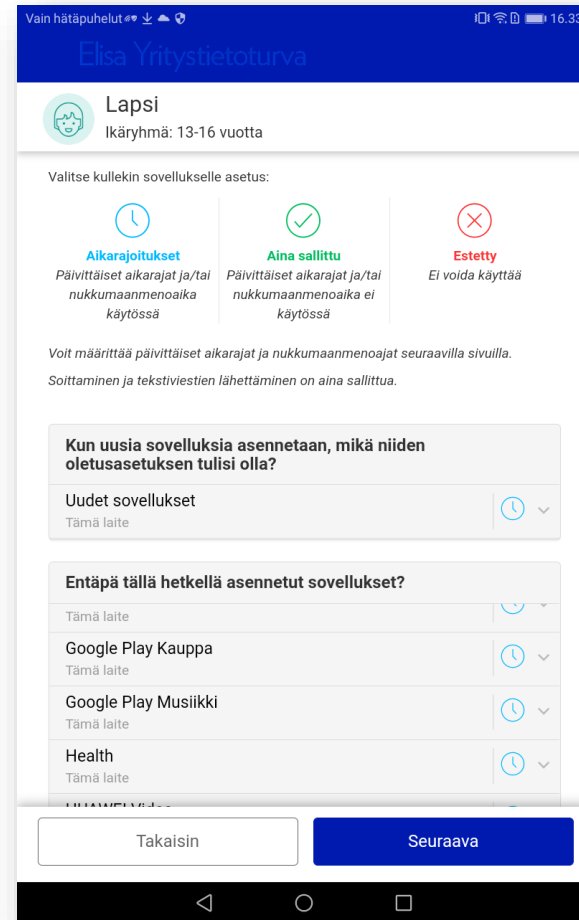 Vain hätäpuhelut
16.33
Elisa Yritystietoturva
Lapsi
Ikäryhmä: 13-16 vuotta
Valitse kullekin sovellukselle asetus:
Aikarajoitukset
Päivittäiset aikarajat ja/tai
nukkumaanmenoaika
käytössä
Aina sallittu
Päivittäiset aikarajat ja/tai
nukkumaanmenoaika ei
käytössä
Estetty
Ei voida käyttää
Voit määrittää päivittäiset aikarajat ja nukkumaanmenoajat seuraavilla sivuilla.
Soittaminen ja tekstiviestien lähettäminen on aina sallittua.
Kun uusia sovelluksia asennetaan, mikä niiden
oletusasetuksen tulisi olla?
Uudet sovellukset
Tämä laite
Entäpä tällä hetkellä asennetut sovellukset?
Tämä laite
Google Play Kauppa
Tämä laite
Google Play Musiikki
Tämä laite
Health
Tämä laite
HUAWEI Video
Takaisin
Seuraava